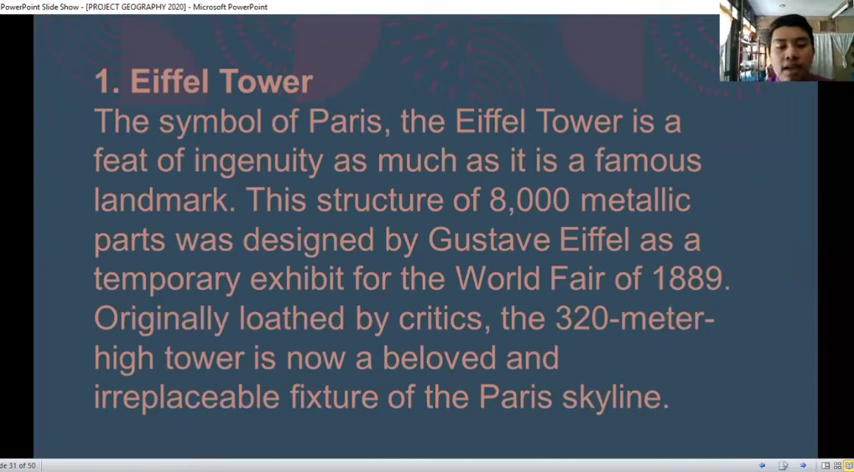 PowerPoint Slide Show - [PROJECT GEOGRAPHY 2020] - Microsoft PowerPoint
1. Eiffel Tower
The symbol of Paris, the Eiffel Tower is a
feat of ingenuity as much as it is a famous
landmark. This structure of 8,000 metallic
parts was designed by Gustave Eiffel as a
temporary exhibit for the World Fair of 1889.
Originally loathed by critics, the 320-meter-
high tower is now a beloved and
irreplaceable fixture of the Paris skyline.
de 31 of 50